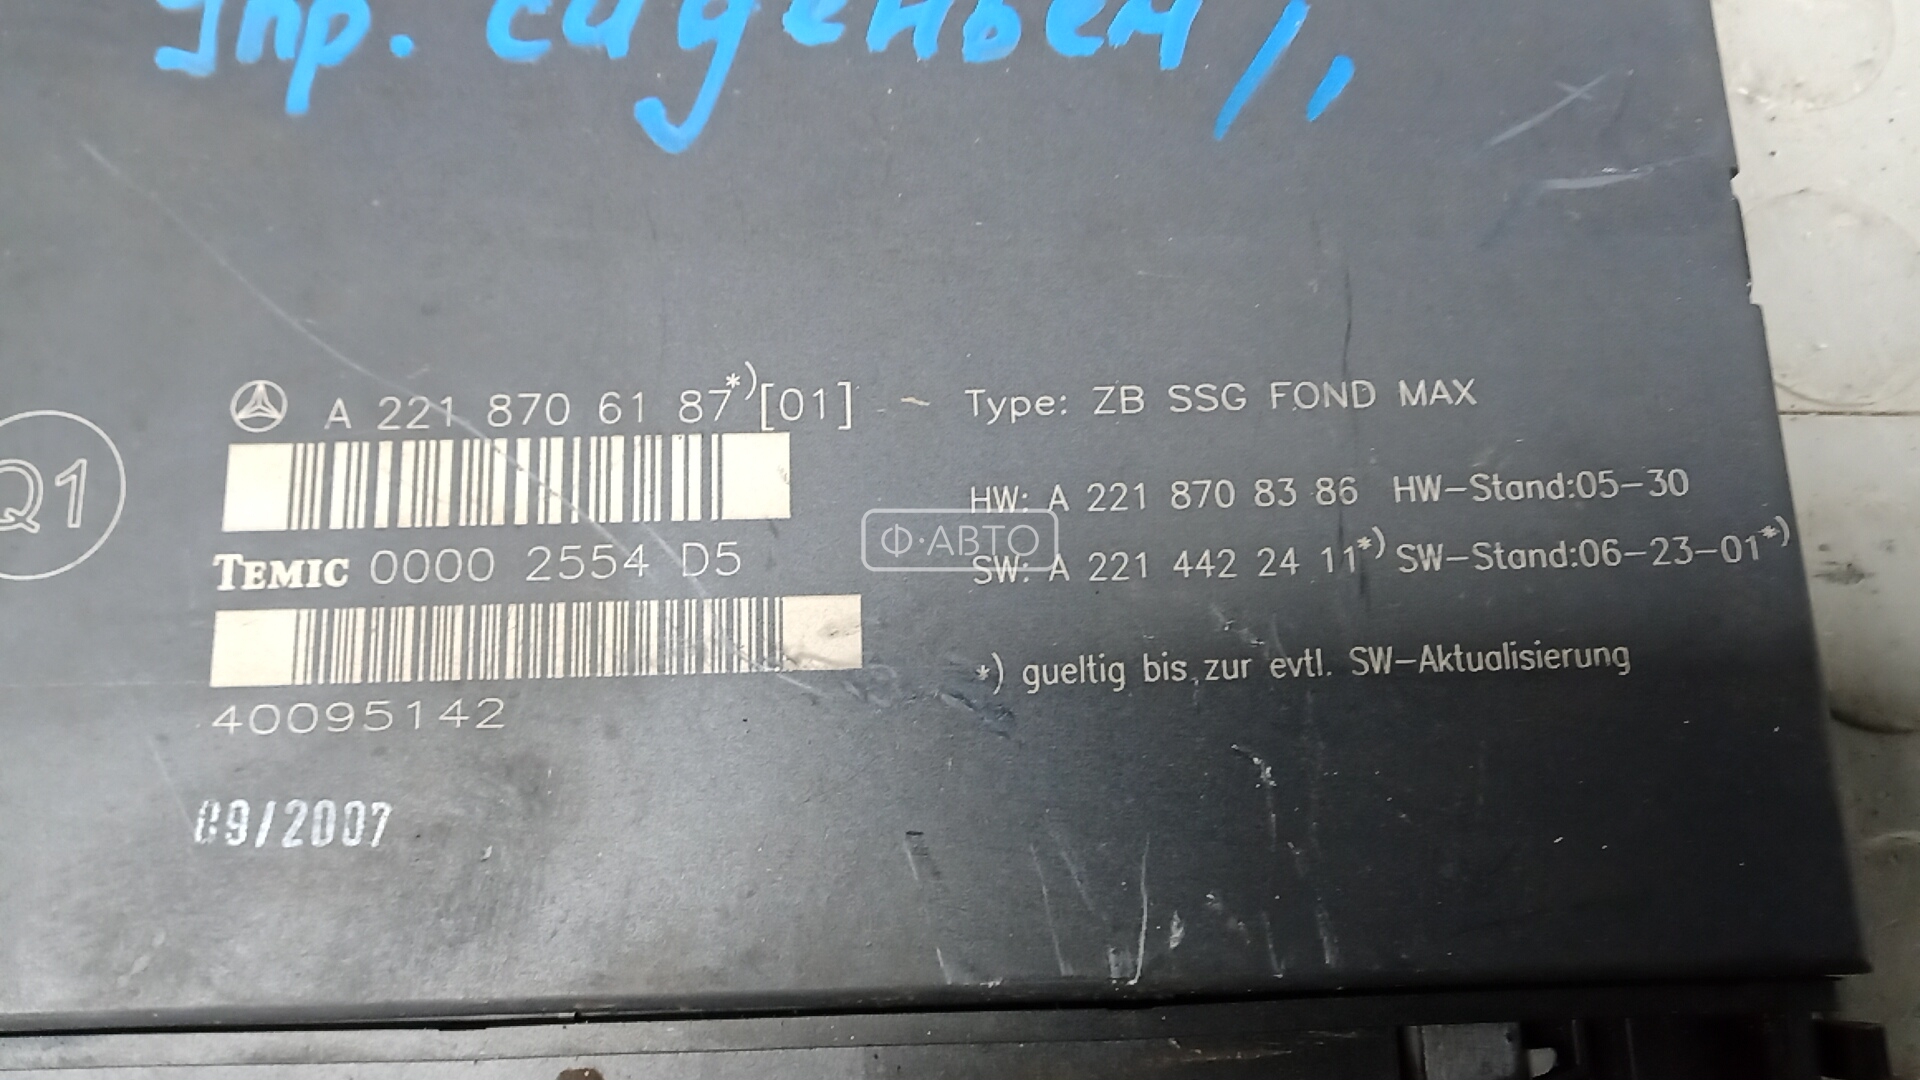 Упр. сиденьем /,
A 221 870 61 87*)[01]
Type: ZB SSG FOND MAX
Q1
HW: A 221 870 83 86 HW-Stand:05-30
Ф·АВТО
TEMIC 0000 2554 D5
SW: A 221 442 24 11*) SW-Stand:06-23-01*)
*) gueltig bis zur evtl. SW-Aktualisierung
40095142
09/2007